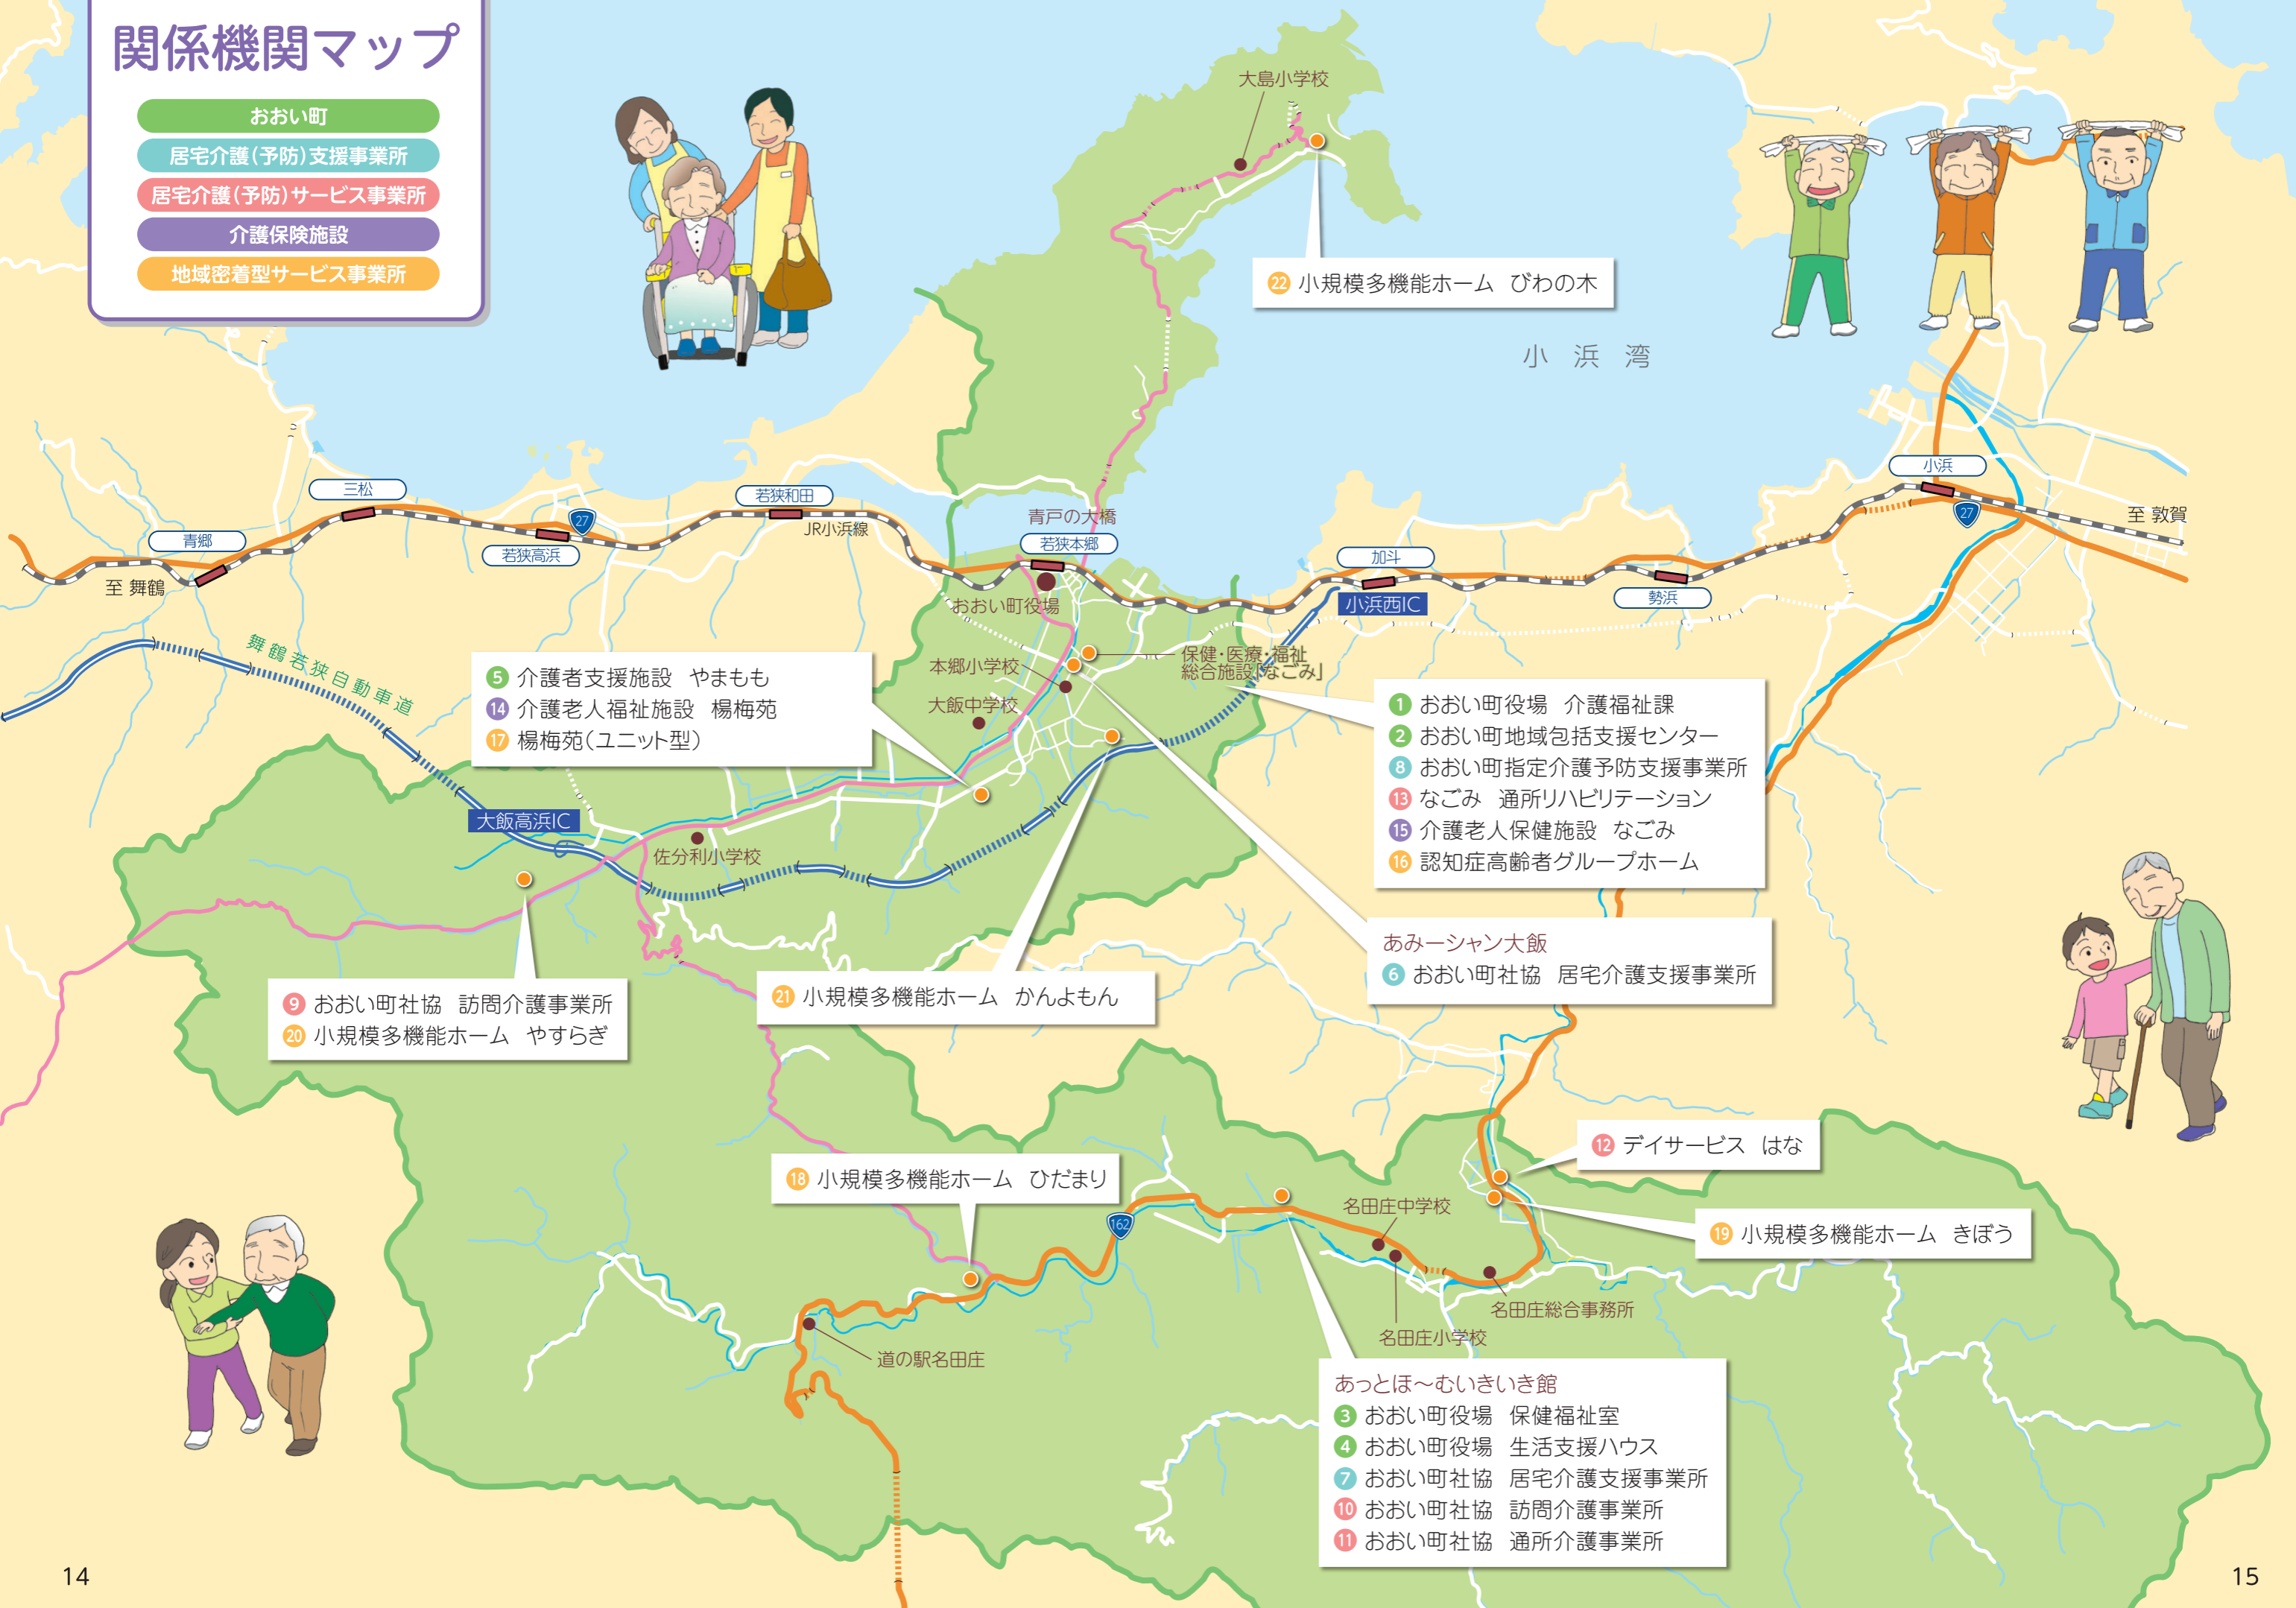 関係機関マップ
おおい町
居宅介護(予防)支援事業所
居宅介護(予防)サービス事業所
介護保険施設
地域密着型サービス事業所
大島小学校
22 小規模多機能ホーム びわの木
小浜湾
三松
若狭和田
27
JR小浜線
青郷
若狭高浜
至 舞鶴
青戸の大橋
若狭本郷
加斗
小浜
27
至 敦賀
勢浜
小浜西IC
おおい町役場
舞鶴若狭自動車道
本郷小学校
保健・医療・福祉
総合施設「なごみ」
大飯中学校
5 介護者支援施設 やまもも
14 介護老人福祉施設 楊梅苑
17 楊梅苑(ユニット型)
1 おおい町役場 介護福祉課
2 おおい町地域包括支援センター
8 おおい町指定介護予防支援事業所
13 なごみ 通所リハビリテーション
15 介護老人保健施設 なごみ
16 認知症高齢者グループホーム
大飯高浜IC
佐分利小学校
あみーシャン大飯
6 おおい町社協 居宅介護支援事業所
9 おおい町社協 訪問介護事業所
20 小規模多機能ホーム やすらぎ
21 小規模多機能ホーム かんよもん
12 デイサービス はな
18 小規模多機能ホーム ひだまり
162
名田庄中学校
19 小規模多機能ホーム きぼう
名田庄総合事務所
名田庄小学校
道の駅名田庄
あっとほ～むいきいき館
3 おおい町役場 保健福祉室
4 おおい町役場 生活支援ハウス
7 おおい町社協 居宅介護支援事業所
10 おおい町社協 訪問介護事業所
11 おおい町社協 通所介護事業所
14
15